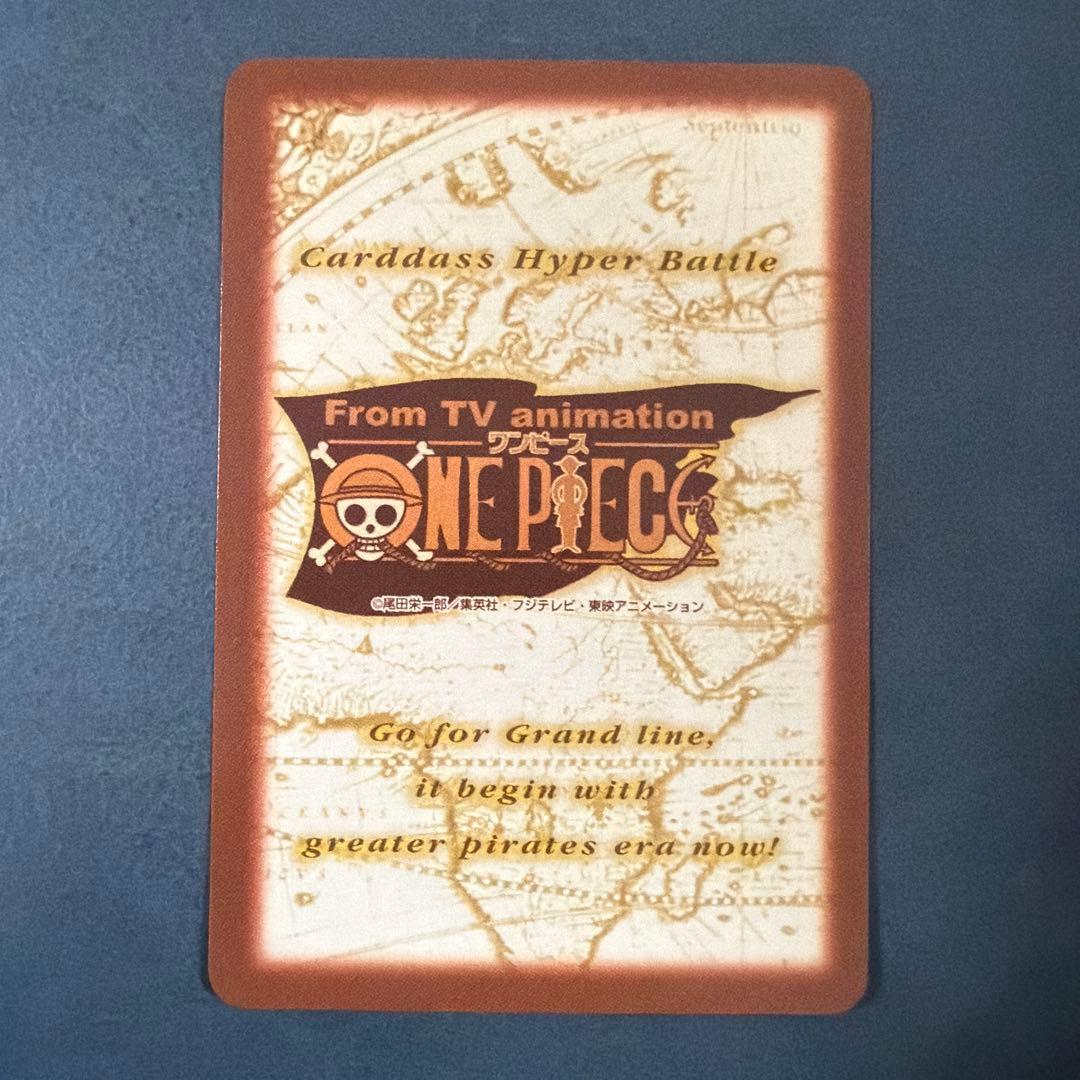 Septentrio
Carddass Hyper Battle
From TV animation
ワンピース
ONE PIECE
©尾田栄一郎／集英社・フジテレビ・東映アニメーション
Go for Grand line,
it begin with
greater pirates era now!